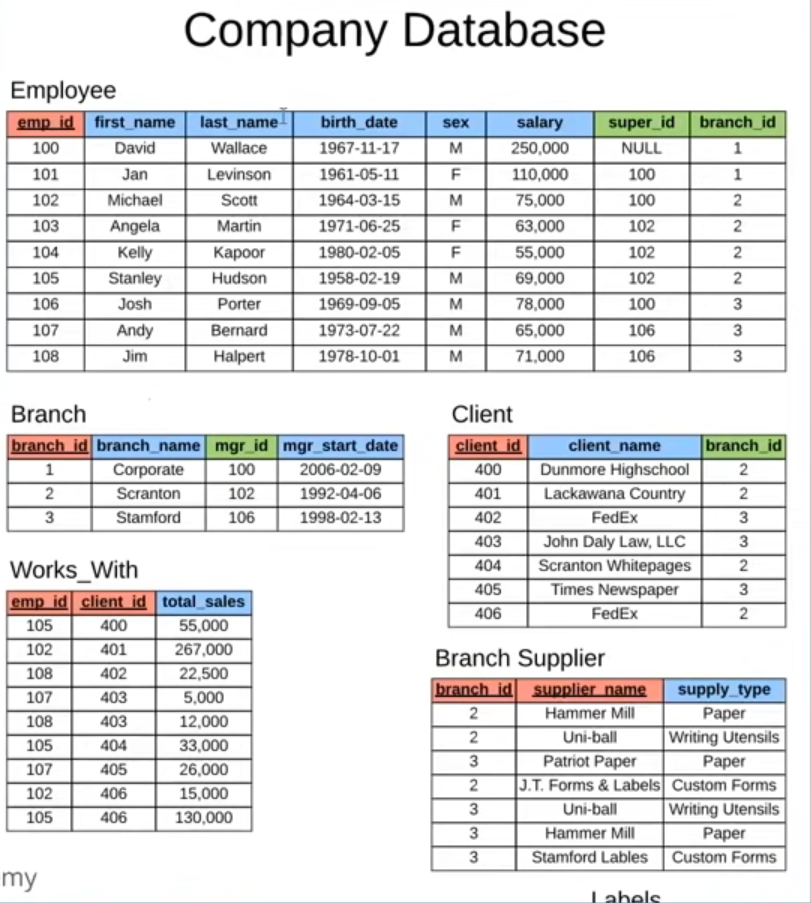 Company Database
Employee
emp_id first_name last_name birth_date sex salary super_id branch_id
100 David Wallace 1967-11-17 M 250,000 NULL 1
101 Jan Levinson 1961-05-11 F 110,000 100 1
102 Michael Scott 1964-03-15 M 75,000 100 2
103 Angela Martin 1971-06-25 F 63,000 102 2
104 Kelly Kapoor 1980-02-05 F 55,000 102 2
105 Stanley Hudson 1958-02-19 M 69,000 102 2
106 Josh Porter 1969-09-05 M 78,000 100 3
107 Andy Bernard 1973-07-22 M 65,000 106 3
108 Jim Halpert 1978-10-01 M 71,000 106 3
Branch
branch_id branch_name mgr_id mgr_start_date
1 Corporate 100 2006-02-09
2 Scranton 102 1992-04-06
3 Stamford 106 1998-02-13
Client
client_id client_name branch_id
400 Dunmore Highschool 2
401 Lackawana Country 2
402 FedEx 3
403 John Daly Law, LLC 3
404 Scranton Whitepages 2
405 Times Newspaper 3
406 FedEx 2
Works_With
emp_id client_id total_sales
105 400 55,000
102 401 267,000
108 402 22,500
107 403 5,000
108 403 12,000
105 404 33,000
107 405 26,000
102 406 15,000
105 406 130,000
Branch Supplier
branch_id supplier_name supply_type
2 Hammer Mill Paper
2 Uni-ball Writing Utensils
3 Patriot Paper Paper
2 J.T. Forms & Labels Custom Forms
3 Uni-ball Writing Utensils
3 Hammer Mill Paper
3 Stamford Lables Custom Forms
my
Labels